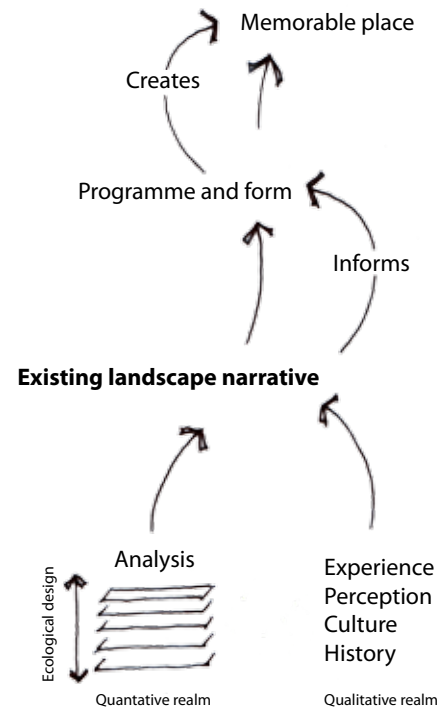 Memorable place
Creates
Programme and form
Informs
Existing landscape narrative
Analysis
Ecological design
Experience
Perception
Culture
History
Quantative realm
Qualitative realm